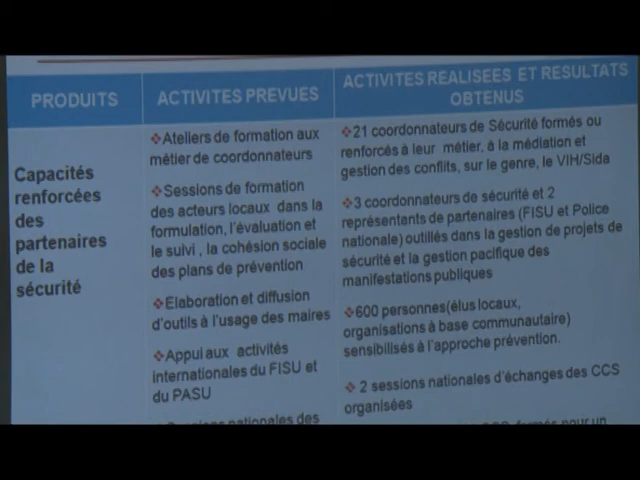 PRODUITS
ACTIVITES PREVUES
ACTIVITES REALISEES ET RESULTATS
OBTENUS
Capacités
renforcées
des
partenaires
de la
sécurité
❖Ateliers de formation aux
métier de coordonnateurs
❖Sessions de formation
des acteurs locaux dans la
formulation, l'évaluation et
le suivi , la cohésion sociale
des plans de prévention
❖Elaboration et diffusion
d'outils à l'usage des maires
❖Appui aux activités
internationales du FISU et
du PASU
nationales des
❖21 coordonnateurs de Sécurité formés ou
renforcés à leur métier, à la médiation et
gestion des conflits, sur le genre, le VIH/Sida
❖3 coordonnateurs de sécurité et 2
représentants de partenaires (FISU et Police
nationale) outillés dans la gestion de projets de
sécurité et la gestion pacifique des
manifestations publiques
❖600 personnes(élus locaux,
organisations à base communautaire)
sensibilisés à l'approche prévention.
❖ 2 sessions nationales d'échanges des CCS
organisées
formés pour un